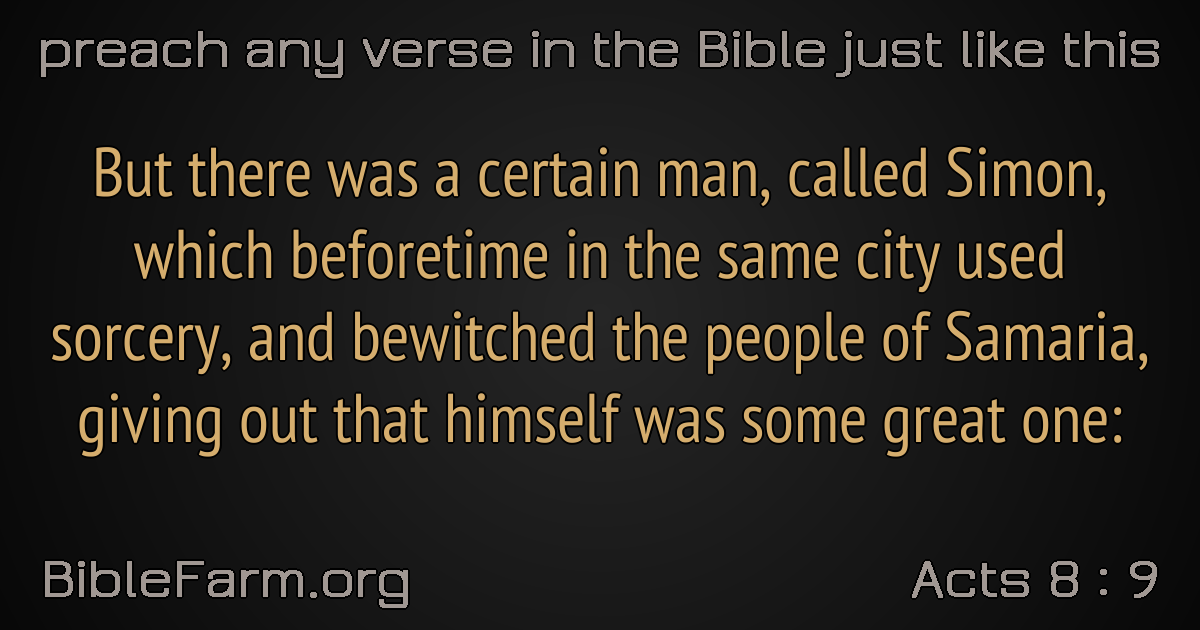 preach any verse in the Bible just like this
But there was a certain man, called Simon,
which beforetime in the same city used
sorcery, and bewitched the people of Samaria,
giving out that himself was some great one:
BibleFarm.org
Acts 8 : 9